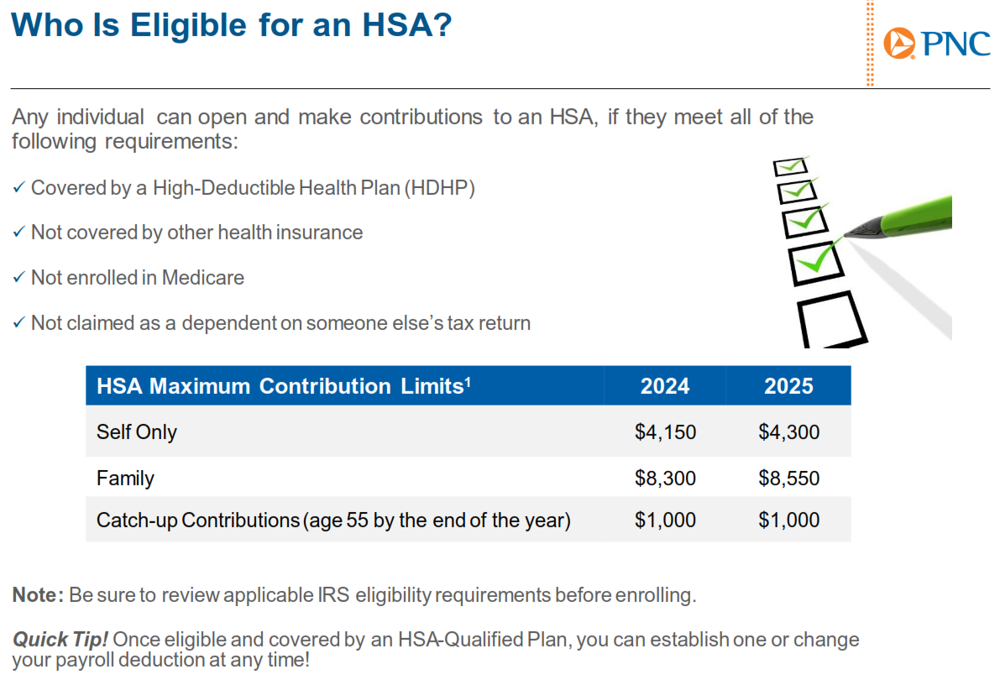 Who Is Eligible for an HSA?
PNC
Any individual can open and make contributions to an HSA, if they meet all of the
following requirements:
✓ Covered by a High-Deductible Health Plan (HDHP)
✓ Not covered by other health insurance
✓ Not enrolled in Medicare
✓ Not claimed as a dependent on someone else’s tax return
HSA Maximum Contribution Limits¹ 2024 2025
Self Only $4,150 $4,300
Family $8,300 $8,550
Catch-up Contributions (age 55 by the end of the year) $1,000 $1,000
Note: Be sure to review applicable IRS eligibility requirements before enrolling.
Quick Tip! Once eligible and covered by an HSA-Qualified Plan, you can establish one or change
your payroll deduction at any time!